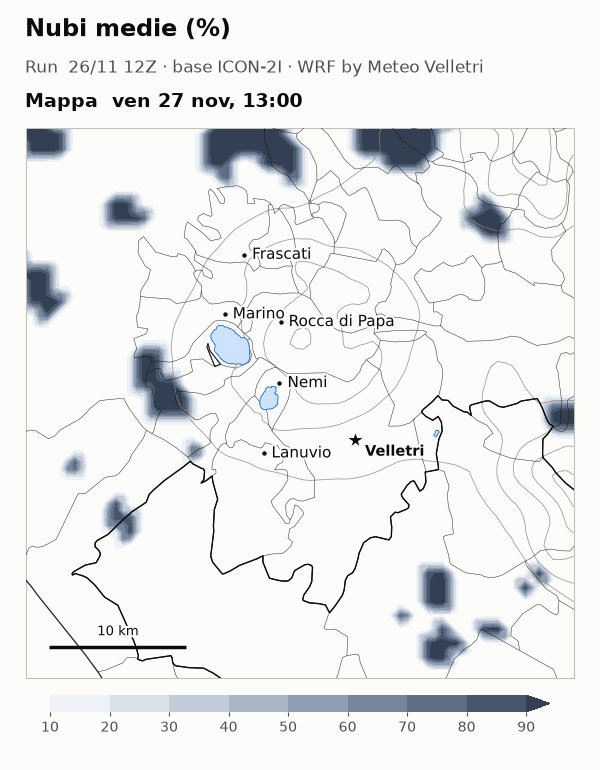 Nubi medie (%)
Run  26/11 12Z · base ICON-2I · WRF by Meteo Velletri
Mappa  ven 27 nov, 13:00
Frascati
Marino
Rocca di Papa
Nemi
Velletri
Lanuvio
10 km
10 20 30 40 50 60 70 80 90